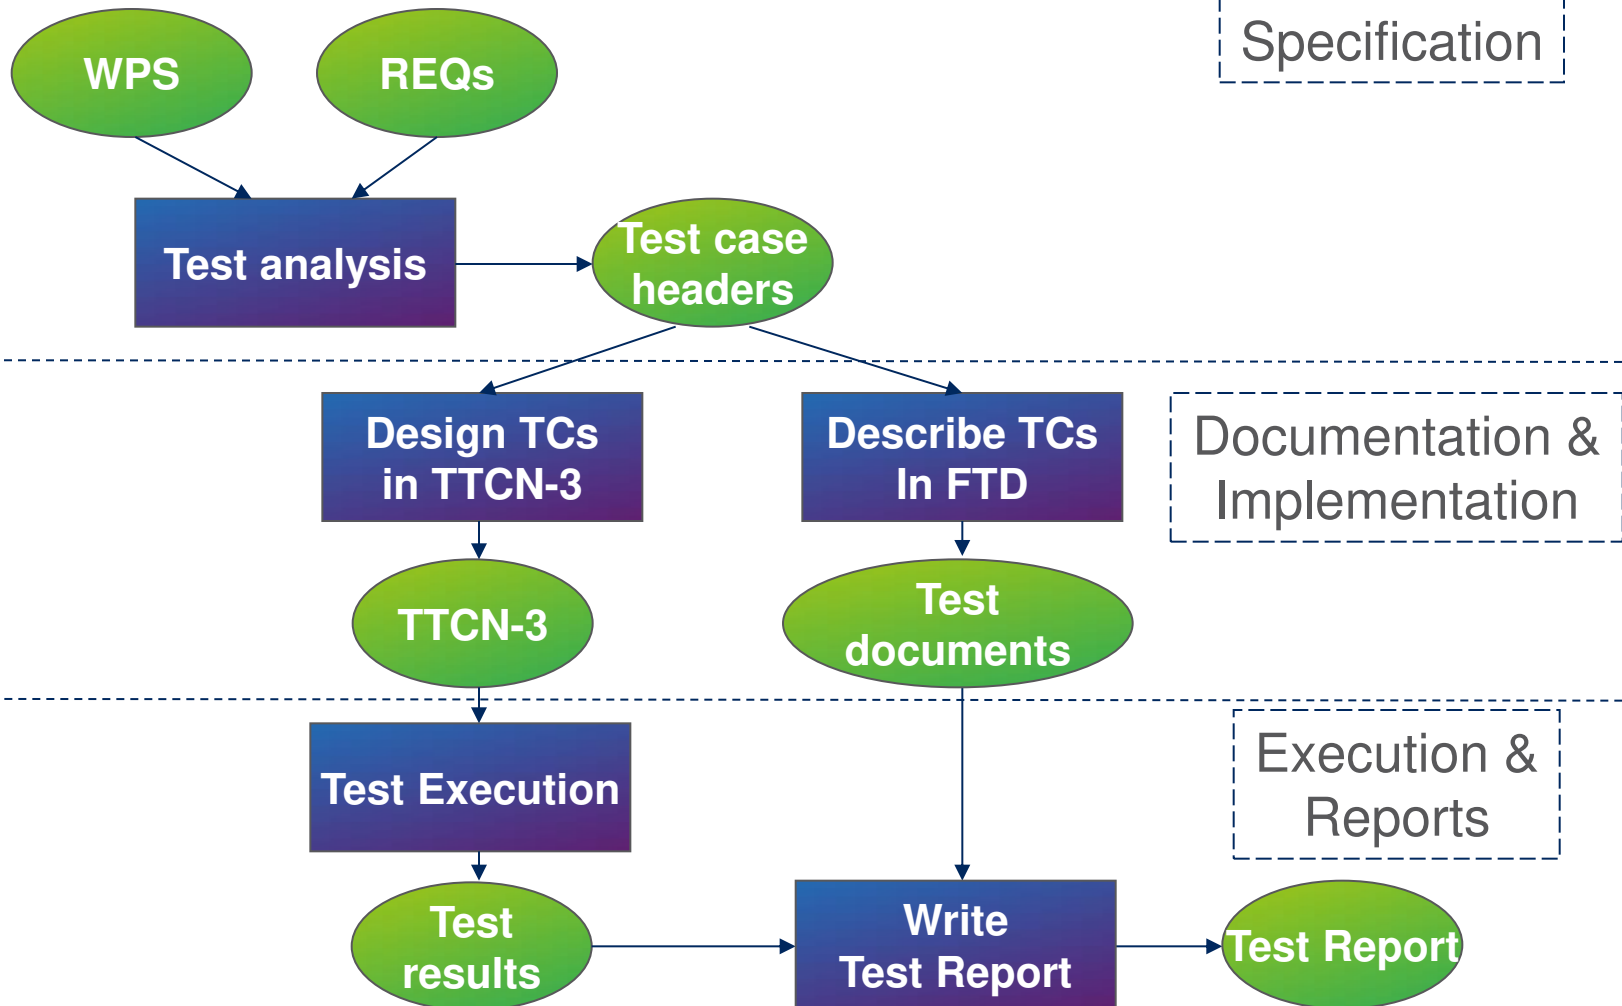 Specification
WPS
REQs
Test analysis
Test case
headers
Design TCs
in TTCN-3
Describe TCs
In FTD
Documentation &
Implementation
TTCN-3
Test
documents
Test Execution
Execution &
Reports
Test
results
Write
Test Report
Test Report